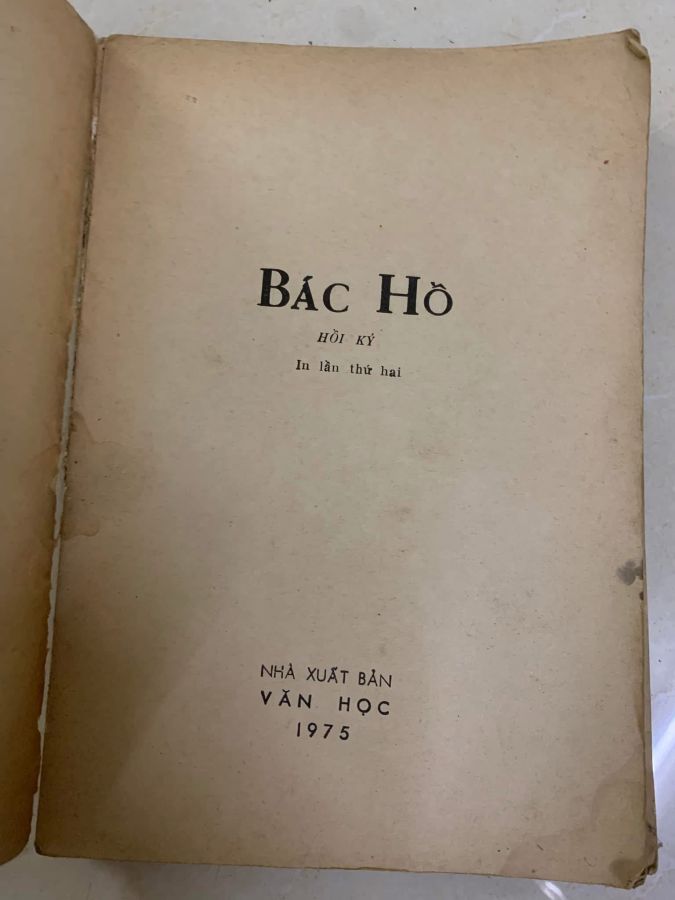 BÁC HỒ
HỒI KÝ
In lần thứ hai
NHÀ XUẤT BẢN
VĂN HỌC
1975